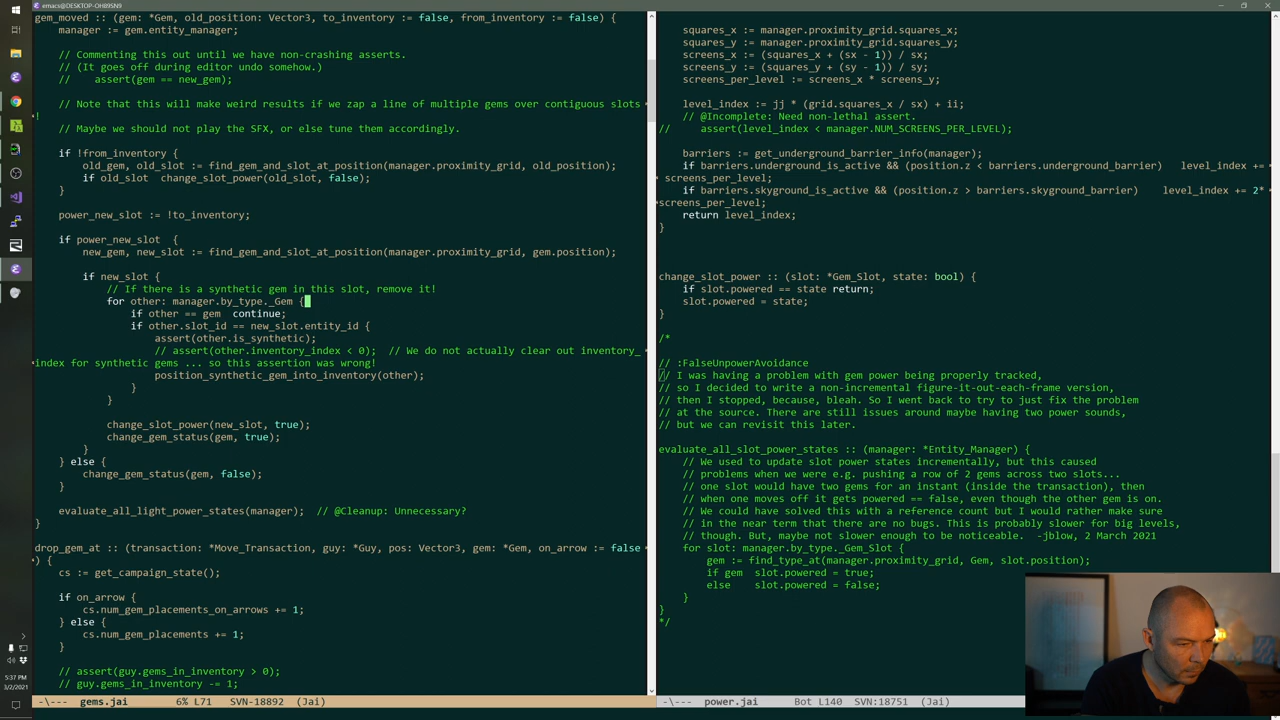 emacs@DESKTOP-OH89SN9
gem_moved :: (gem: *Gem, old_position: Vector3, to_inventory := false, from_inventory := false) {
    manager := gem.entity_manager;
    // Commenting this out until we have non-crashing asserts.
    // (It goes off during editor undo somehow.)
    //    assert(gem == new_gem);
    // Note that this will make weird results if we zap a line of multiple gems over contiguous slots
!
    // Maybe we should not play the SFX, or else tune them accordingly.
    if !from_inventory {
        old_gem, old_slot := find_gem_and_slot_at_position(manager.proximity_grid, old_position);
        if old_slot  change_slot_power(old_slot, false);
    }
    power_new_slot := !to_inventory;
    if power_new_slot  {
        new_gem, new_slot := find_gem_and_slot_at_position(manager.proximity_grid, gem.position);
        if new_slot {
            // If there is a synthetic gem in this slot, remove it!
            for other: manager.by_type._Gem {
                if other == gem  continue;
                if other.slot_id == new_slot.entity_id {
                    assert(other.is_synthetic);
                    // assert(other.inventory_index < 0);  // We do not actually clear out inventory_
index for synthetic gems ... so this assertion was wrong!
                    position_synthetic_gem_into_inventory(other);
                }
            }
            change_slot_power(new_slot, true);
            change_gem_status(gem, true);
        }
    } else {
        change_gem_status(gem, false);
    }
    evaluate_all_light_power_states(manager);  // @Cleanup: Unnecessary?
}
drop_gem_at :: (transaction: *Move_Transaction, guy: *Guy, pos: Vector3, gem: *Gem, on_arrow := false
) {
    cs := get_campaign_state();
    if on_arrow {
        cs.num_gem_placements_on_arrows += 1;
    } else {
        cs.num_gem_placements += 1;
    }
    // assert(guy.gems_in_inventory > 0);
    // guy.gems_in_inventory -= 1;
-\---  gems.jai        6% L71    SVN-18892  (Jai)
    squares_x := manager.proximity_grid.squares_x;
    squares_y := manager.proximity_grid.squares_y;
    screens_x := (squares_x + (sx - 1)) / sx;
    screens_y := (squares_y + (sy - 1)) / sy;
    screens_per_level := screens_x * screens_y;
    level_index := jj * (grid.squares_x / sx) + ii;
    // @Incomplete: Need non-lethal assert.
//     assert(level_index < manager.NUM_SCREENS_PER_LEVEL);
    barriers := get_underground_barrier_info(manager);
    if barriers.underground_is_active && (position.z < barriers.underground_barrier)   level_index +=
screens_per_level;
    if barriers.skyground_is_active && (position.z > barriers.skyground_barrier)    level_index += 2*
screens_per_level;
    return level_index;
}
change_slot_power :: (slot: *Gem_Slot, state: bool) {
    if slot.powered == state return;
    slot.powered = state;
}
/*
// :FalseUnpowerAvoidance
// I was having a problem with gem power being properly tracked,
// so I decided to write a non-incremental figure-it-out-each-frame version,
// then I stopped, because, bleah. So I went back to try to just fix the problem
// at the source. There are still issues around maybe having two power sounds,
// but we can revisit this later.
evaluate_all_slot_power_states :: (manager: *Entity_Manager) {
    // We used to update slot power states incrementally, but this caused
    // problems when we were e.g. pushing a row of 2 gems across two slots...
    // one slot would have two gems for an instant (inside the transaction), then
    // when one moves off it gets powered == false, even though the other gem is on.
    // We could have solved this with a reference count but I would rather make sure
    // in the near term that there are no bugs. This is probably slower for big levels,
    // though. But, maybe not slower enough to be noticeable.  -jblow, 2 March 2021
    for slot: manager.by_type._Gem_Slot {
        gem := find_type_at(manager.proximity_grid, Gem, slot.position);
        if gem  slot.powered = true;
        else    slot.powered = false;
    }
}
*/
-\---  power.jai      Bot L140   SVN:18751  (Jai)
5:37 PM
3/2/2021